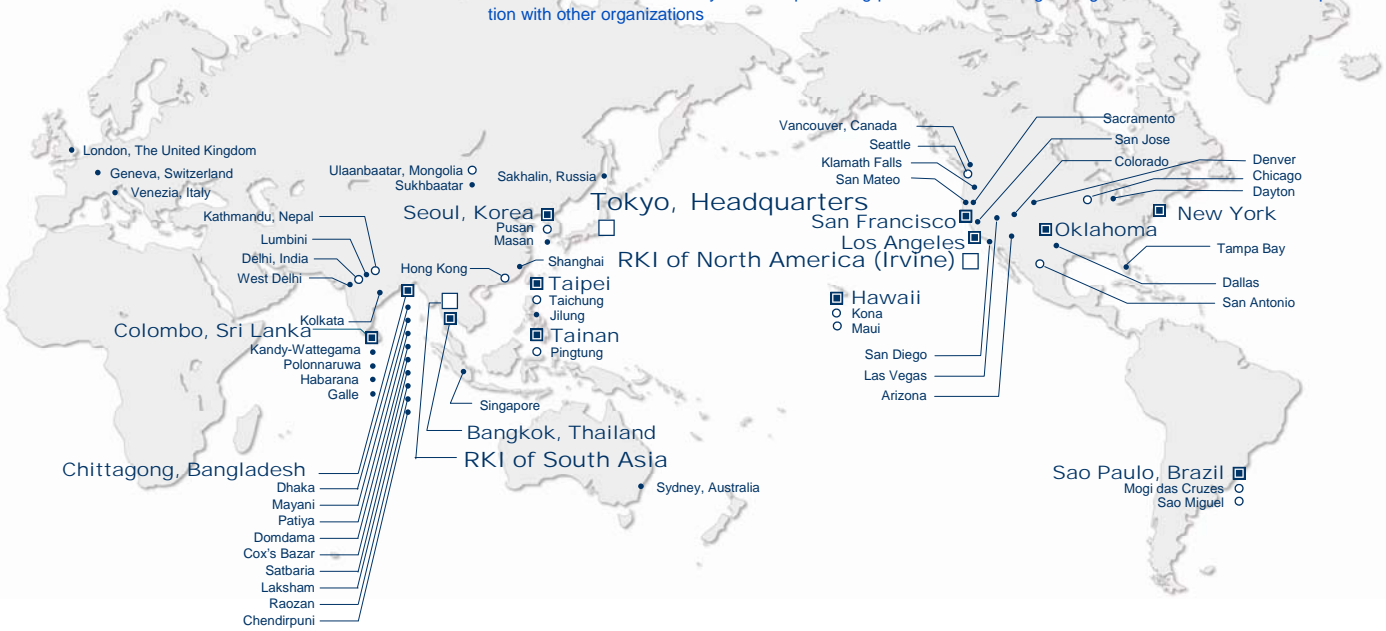 tion with other organizations
London, The United Kingdom
Geneva, Switzerland
Venezia, Italy
Ulaanbaatar, Mongolia
Sukhbaatar
Sakhalin, Russia
Kathmandu, Nepal
Lumbini
Delhi, India
West Delhi
Seoul, Korea
Pusan
Masan
Tokyo, Headquarters
Hong Kong
Shanghai
Taipei
Taichung
Jilung
Tainan
Pingtung
Kolkata
Colombo, Sri Lanka
Kandy-Wattegama
Polonnaruwa
Habarana
Galle
Singapore
Bangkok, Thailand
RKI of South Asia
Chittagong, Bangladesh
Dhaka
Mayani
Patiya
Domdama
Cox's Bazar
Satbaria
Laksham
Raozan
Chendirpuni
Sydney, Australia
Vancouver, Canada
Seattle
Klamath Falls
San Mateo
San Francisco
Los Angeles
RKI of North America (Irvine)
Hawaii
Kona
Maui
San Diego
Las Vegas
Arizona
Sacramento
San Jose
Colorado
Denver
Chicago
Dayton
New York
Oklahoma
Tampa Bay
Dallas
San Antonio
Sao Paulo, Brazil
Mogi das Cruzes
Sao Miguel